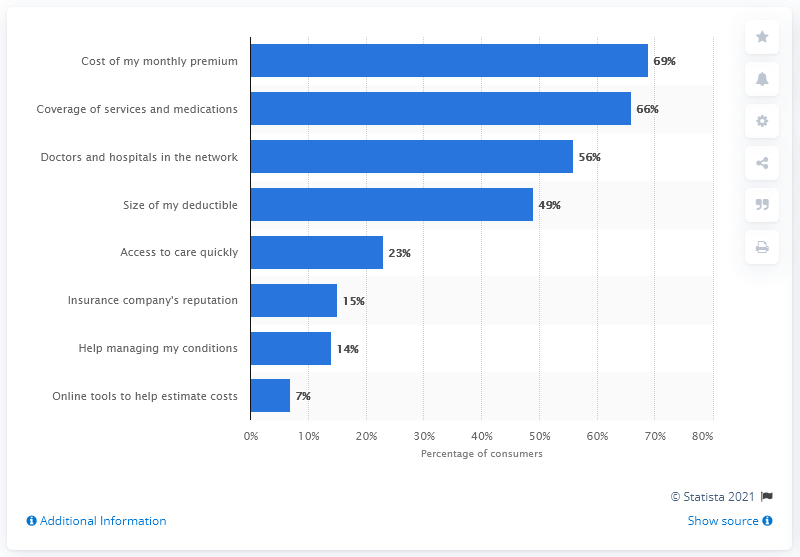 Cost of my monthly premium 69%
Coverage of services and medications 66%
Doctors and hospitals in the network 56%
Size of my deductible 49%
Access to care quickly 23%
Insurance company's reputation 15%
Help managing my conditions 14%
Online tools to help estimate costs 7%
0% 10% 20% 30% 40% 50% 60% 70% 80%
Percentage of consumers
© Statista 2021
Additional Information Show source